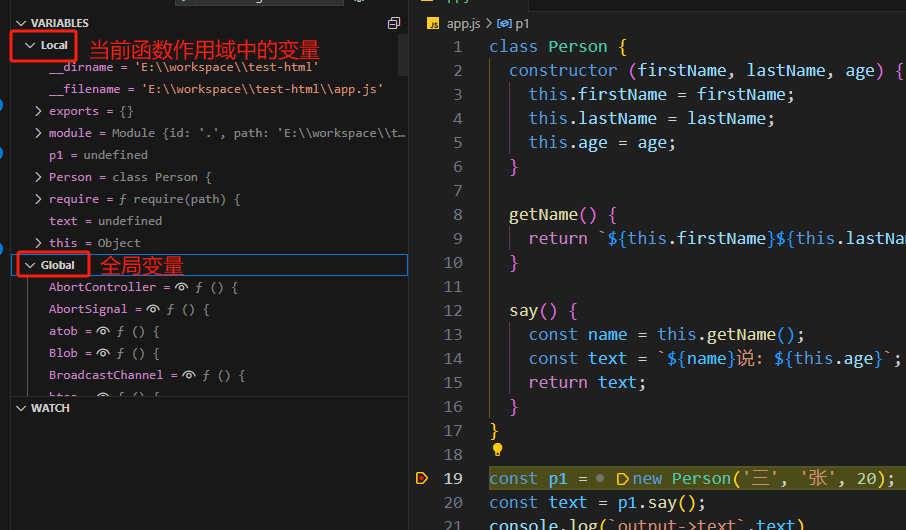 VARIABLES
Local 当前函数作用域中的变量
__dirname = 'E:\\workspace\\test-html'
__filename = 'E:\\workspace\\test-html\\app.js'
exports = {}
module = Module {id: '.', path: 'E:\\workspace\\t…
p1 = undefined
Person = class Person {
require = ƒ require(path) {
text = undefined
this = Object
Global 全局变量
AbortController = ƒ () {
AbortSignal = ƒ () {
atob = ƒ () {
Blob = ƒ () {
BroadcastChannel = ƒ () {
WATCH
JS app.js > p1
1 class Person {
2 constructor (firstName, lastName, age) {
3 this.firstName = firstName;
4 this.lastName = lastName;
5 this.age = age;
6 }
7
8 getName() {
9 return `${this.firstName}${this.lastNam
10 }
11
12 say() {
13 const name = this.getName();
14 const text = `${name}说: ${this.age}`;
15 return text;
16 }
17 }
18
19 const p1 = new Person('三', '张', 20);
20 const text = p1.say();
21 console.log(`output->text`,text)